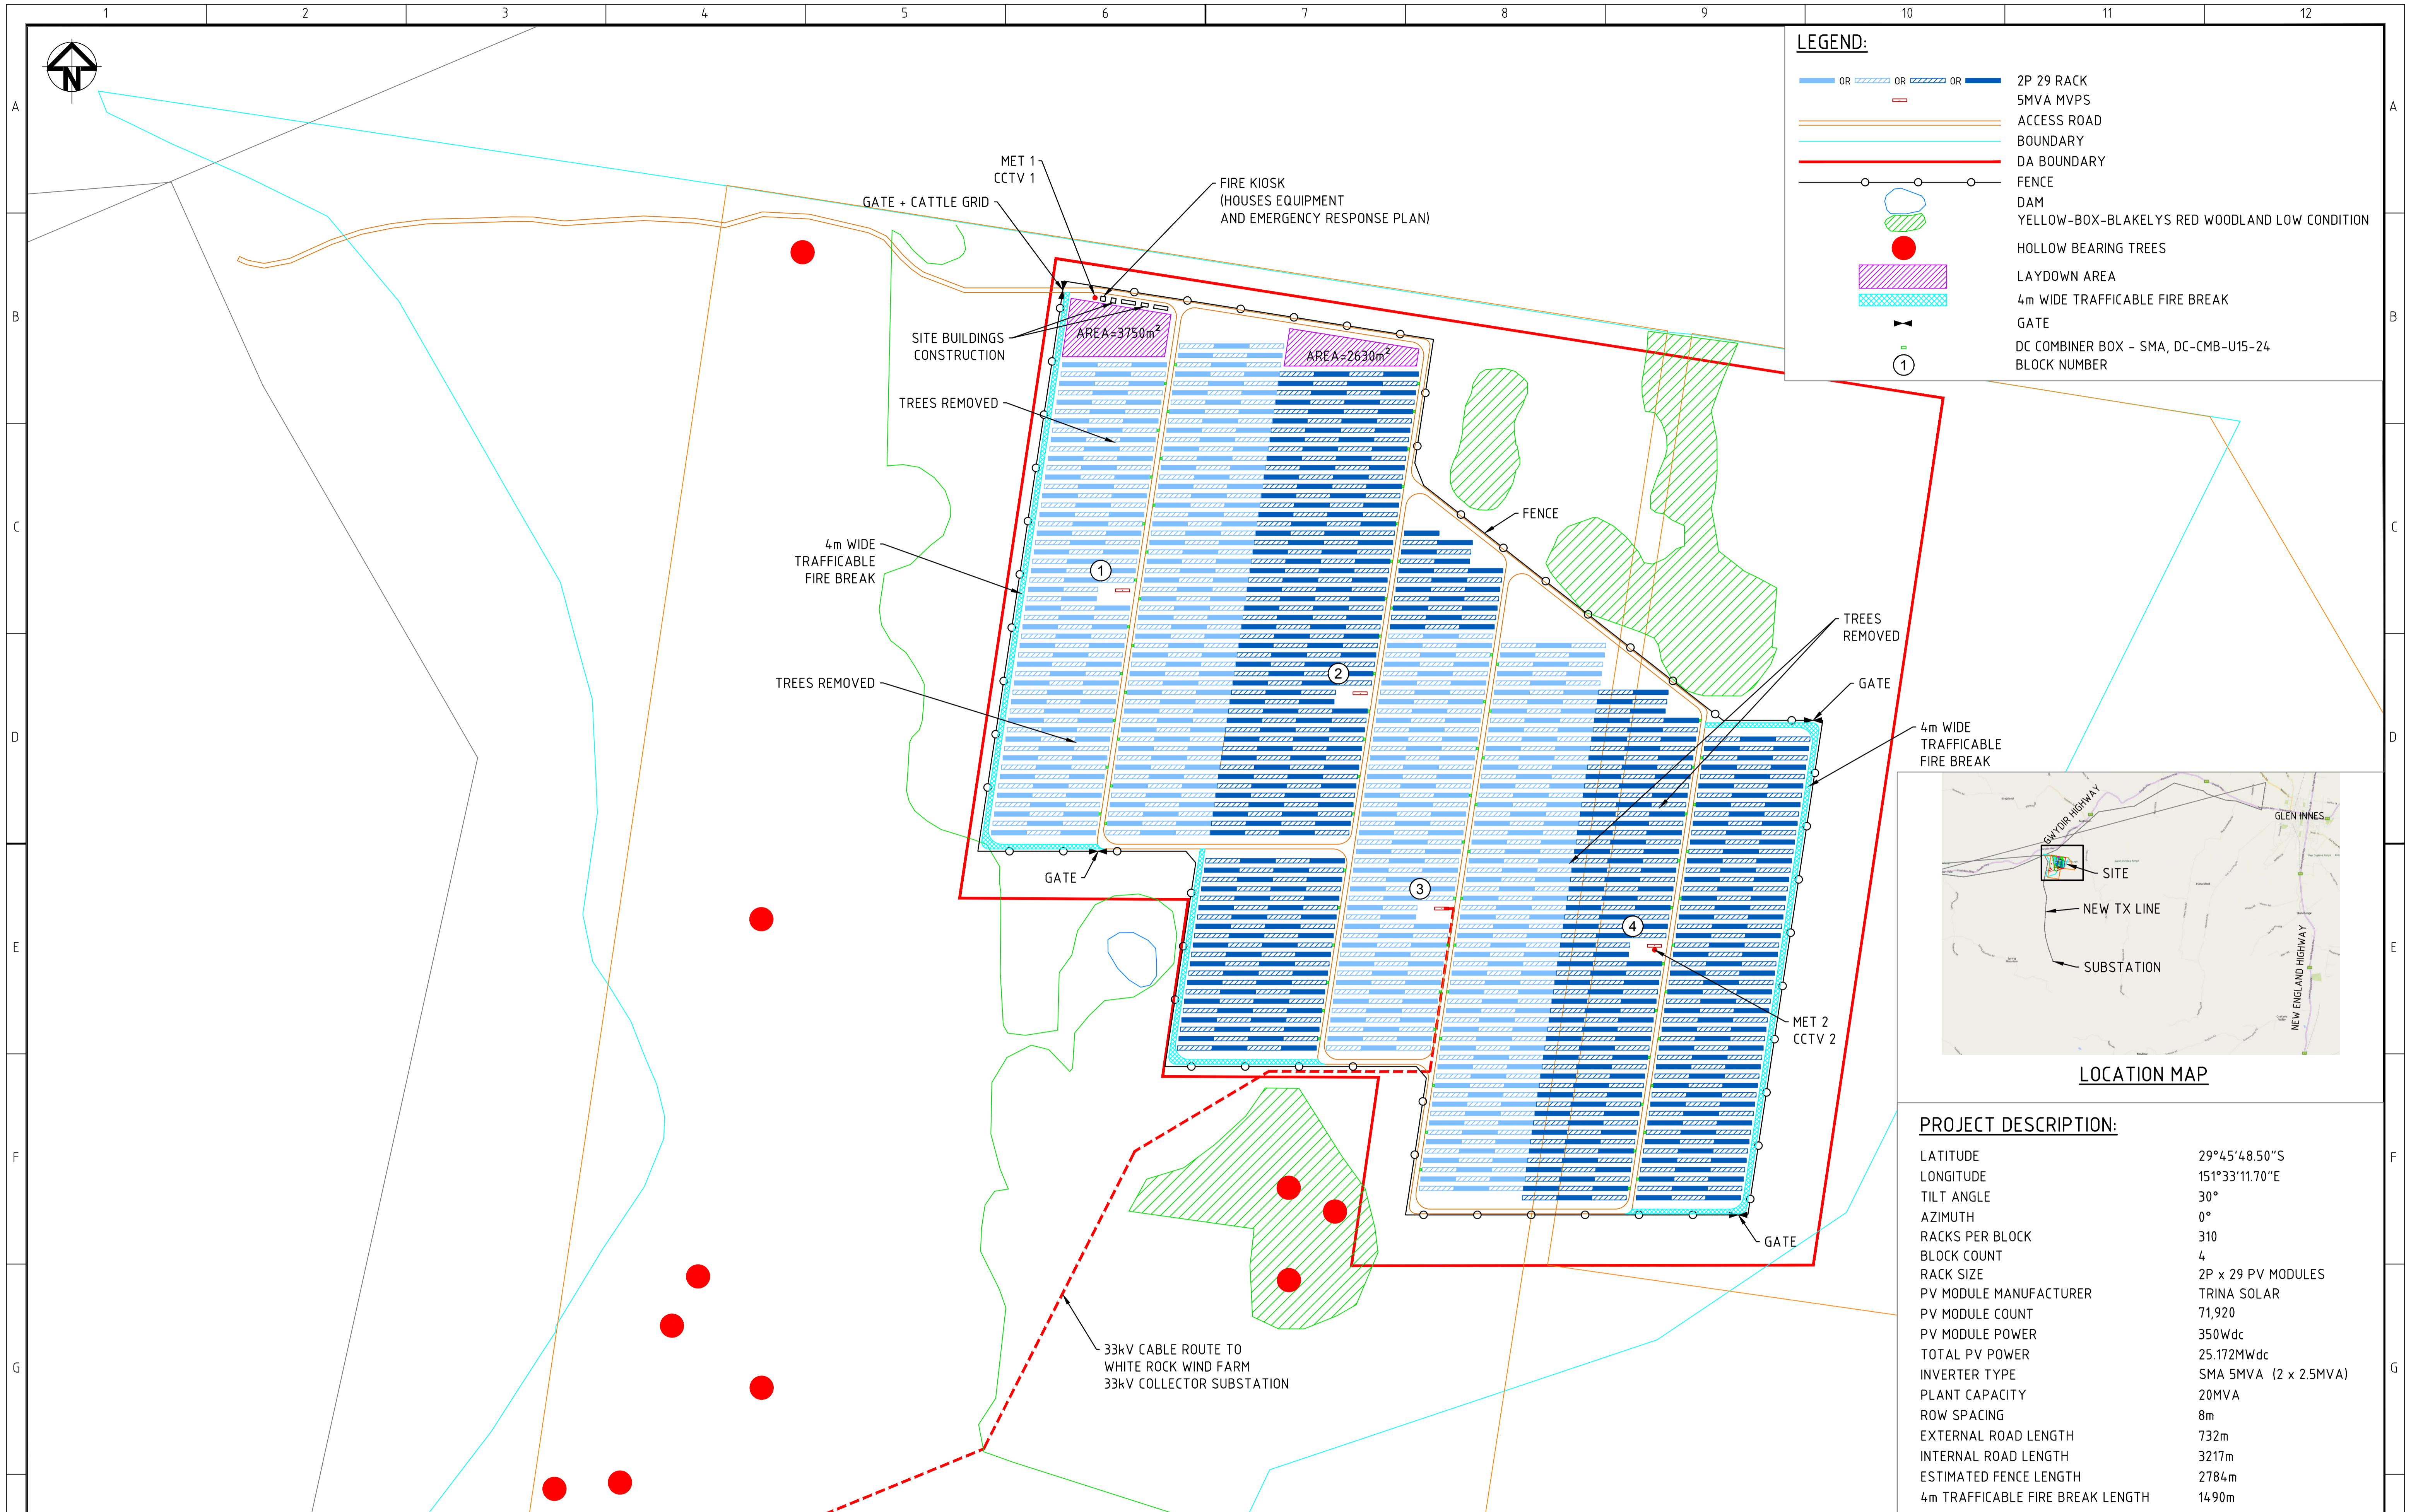 1 2 3 4 5 6 7 8 9 10 11 12
A
B
C
D
E
F
G
A
B
C
D
E
F
G
N
LEGEND:
OR OR OR 2P 29 RACK
5MVA MVPS
ACCESS ROAD
BOUNDARY
DA BOUNDARY
FENCE
DAM
YELLOW-BOX-BLAKELYS RED WOODLAND LOW CONDITION
HOLLOW BEARING TREES
LAYDOWN AREA
4m WIDE TRAFFICABLE FIRE BREAK
GATE
DC COMBINER BOX - SMA, DC-CMB-U15-24
1 BLOCK NUMBER
MET 1
CCTV 1
GATE + CATTLE GRID
FIRE KIOSK
(HOUSES EQUIPMENT
AND EMERGENCY RESPONSE PLAN)
SITE BUILDINGS
CONSTRUCTION
AREA=3750m²
AREA=2630m²
TREES REMOVED
FENCE
4m WIDE
TRAFFICABLE
FIRE BREAK
1
TREES
REMOVED
2
TREES REMOVED
GATE
4m WIDE
TRAFFICABLE
FIRE BREAK
GATE
3
4
MET 2
CCTV 2
GATE
33kV CABLE ROUTE TO
WHITE ROCK WIND FARM
33kV COLLECTOR SUBSTATION
GWYDIR HIGHWAY
GLEN INNES
SITE
NEW TX LINE
SUBSTATION
NEW ENGLAND HIGHWAY
LOCATION MAP
PROJECT DESCRIPTION:
LATITUDE 29°45'48.50"S
LONGITUDE 151°33'11.70"E
TILT ANGLE 30°
AZIMUTH 0°
RACKS PER BLOCK 310
BLOCK COUNT 4
RACK SIZE 2P x 29 PV MODULES
PV MODULE MANUFACTURER TRINA SOLAR
PV MODULE COUNT 71,920
PV MODULE POWER 350Wdc
TOTAL PV POWER 25.172MWdc
INVERTER TYPE SMA 5MVA (2 x 2.5MVA)
PLANT CAPACITY 20MVA
ROW SPACING 8m
EXTERNAL ROAD LENGTH 732m
INTERNAL ROAD LENGTH 3217m
ESTIMATED FENCE LENGTH 2784m
4m TRAFFICABLE FIRE BREAK LENGTH 1490m